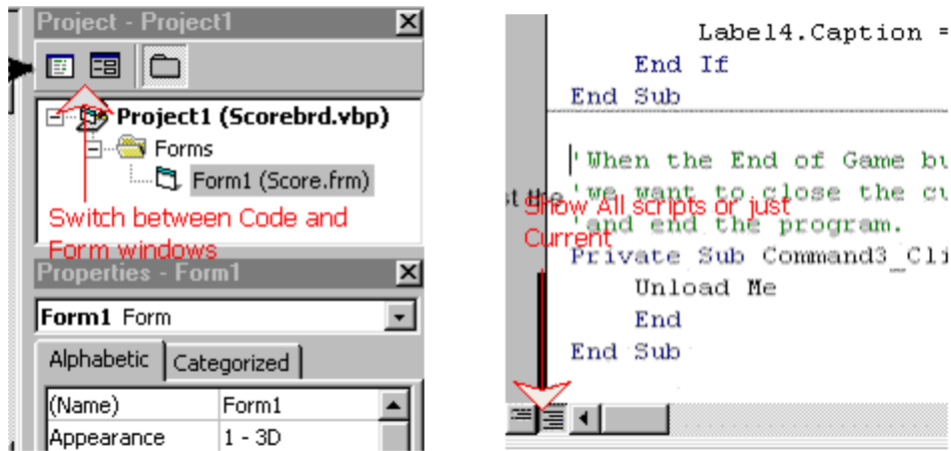 Project - Project1
Project1 (Scorebrd.vbp)
Forms
Form1 (Score.frm)
Switch between Code and
Form windows
Properties - Form1
Form1 Form
Alphabetic Categorized
(Name) Form1
Appearance 1 - 3D
Label4.Caption =
End If
End Sub
'When the End of Game bu
'we want to close the cu
Show All scripts or just
'and end the program.
Current
Private Sub Command3_Cli
Unload Me
End
End Sub